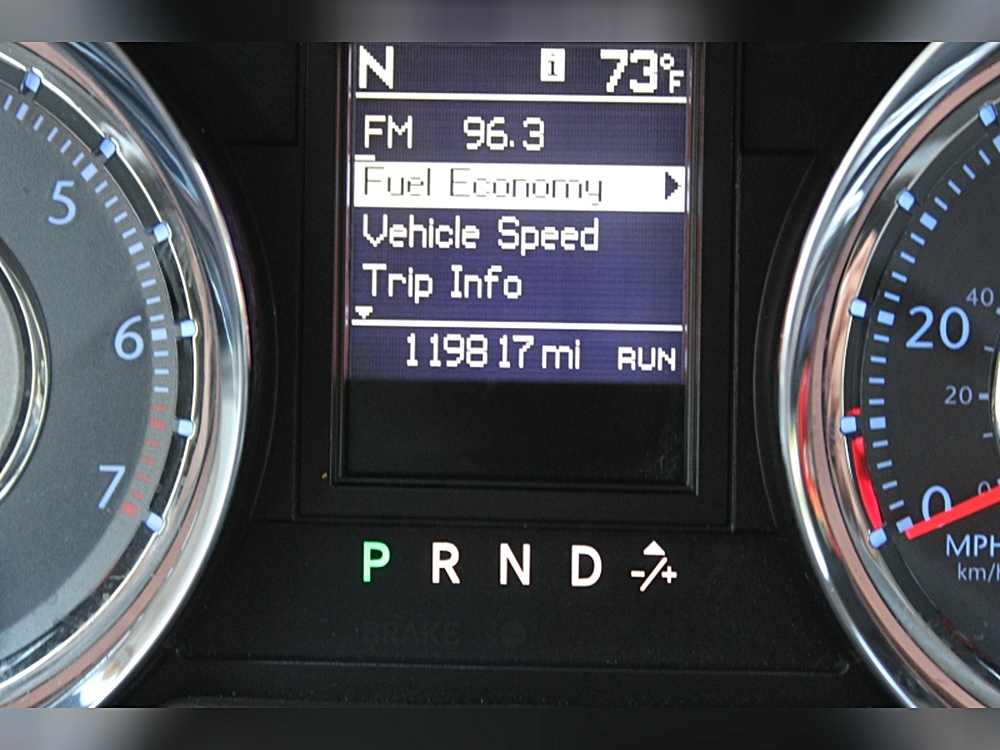 N i 73°F
FM 96.3
Fuel Economy
Vehicle Speed
Trip Info
119817 mi RUN
5
6
7
40
20
20
0
0
MPH
km/h
P R N D -/+
BRAKE